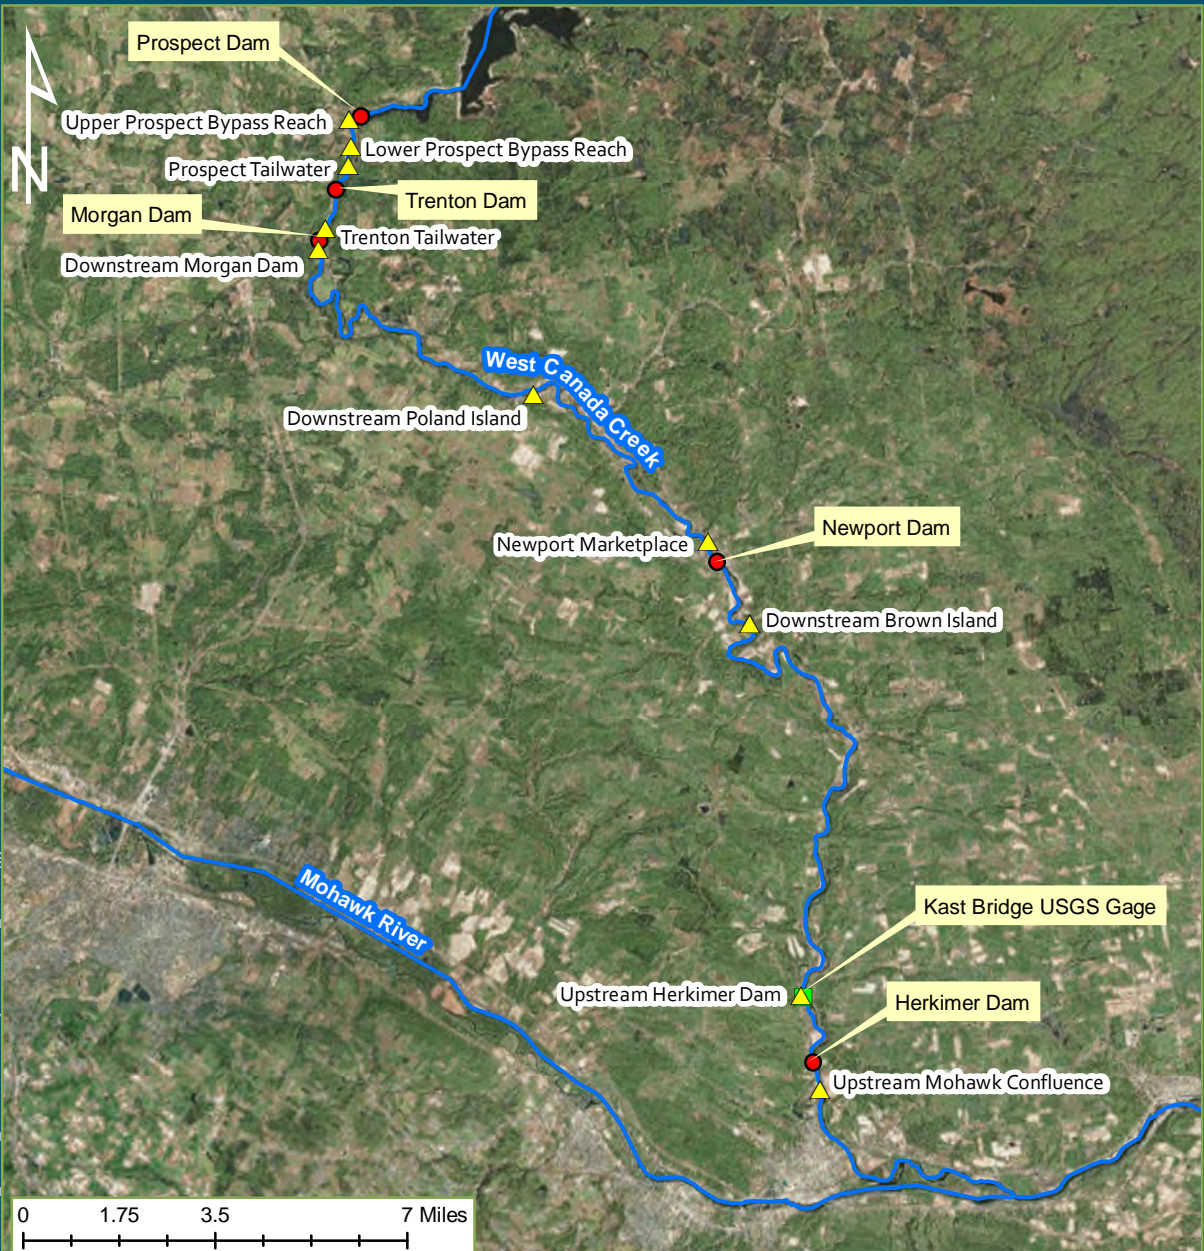 Prospect Dam
Upper Prospect Bypass Reach
Lower Prospect Bypass Reach
Prospect Tailwater
Trenton Dam
Morgan Dam
Trenton Tailwater
Downstream Morgan Dam
West Canada Creek
Downstream Poland Island
Newport Dam
Newport Marketplace
Downstream Brown Island
Mohawk River
Kast Bridge USGS Gage
Upstream Herkimer Dam
Herkimer Dam
Upstream Mohawk Confluence
N
0 1.75 3.5 7 Miles